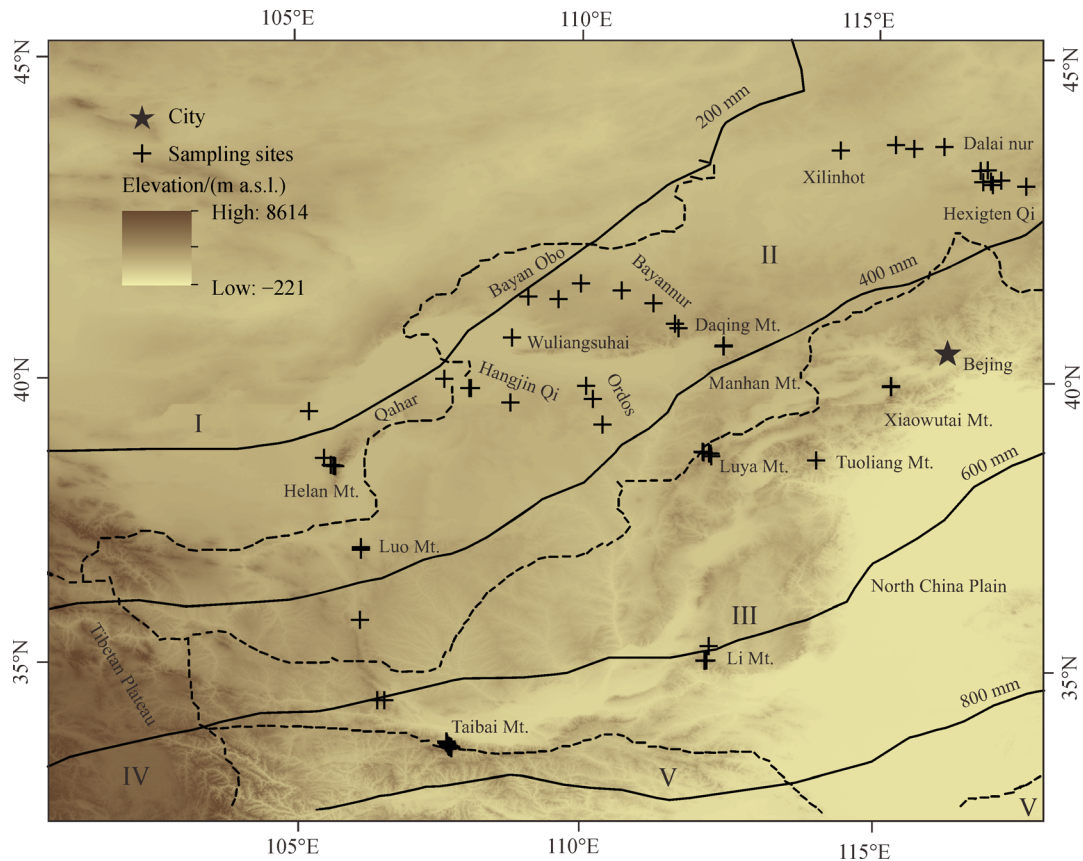 105°E 110°E 115°E
45°N 45°N
City
200 mm
Sampling sites
Dalai nur
Elevation/(m a.s.l.)
Xilinhot
High: 8614
Hexigten Qi
II
Bayan Obo
Bayannur
400 mm
Low: −221
Daqing Mt.
Wuliangsuhai
Bejing
40°N 40°N
Hangjin Qi
Manhan Mt.
Ordos
Qahar
I
Xiaowutai Mt.
Luya Mt.
Tuoliang Mt.
600 mm
Helan Mt.
Luo Mt.
North China Plain
III
Tibetan Plateau
Li Mt.
35°N 35°N
800 mm
Taibai Mt.
IV
V
V
105°E 110°E 115°E